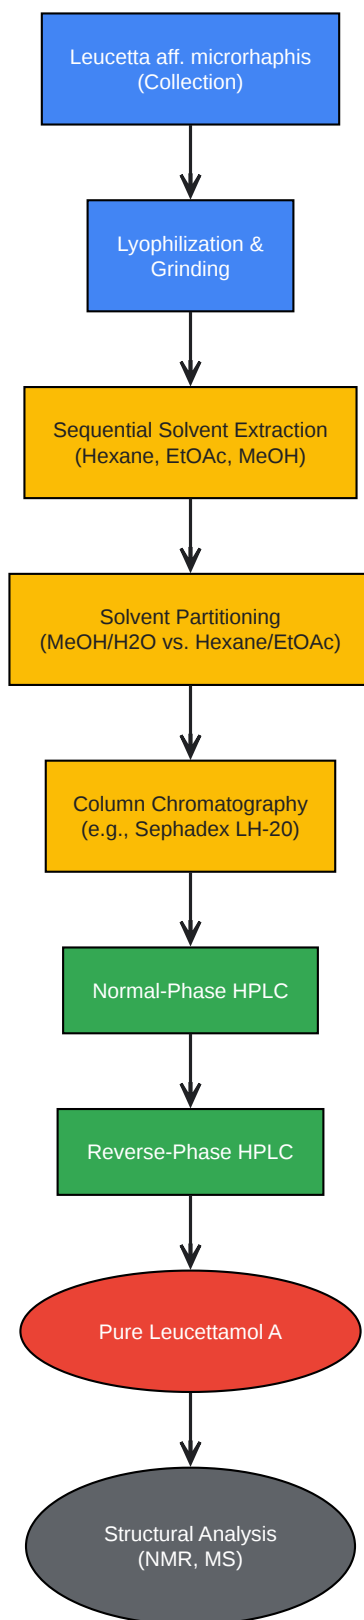 Leucetta aff. microrhaphis
(Collection)
Lyophilization &
Grinding
Sequential Solvent Extraction
(Hexane, EtOAc, MeOH)
Solvent Partitioning
(MeOH/H2O vs. Hexane/EtOAc)
Column Chromatography
(e.g., Sephadex LH-20)
Normal-Phase HPLC
Reverse-Phase HPLC
Pure Leucettamol A
Structural Analysis
(NMR, MS)